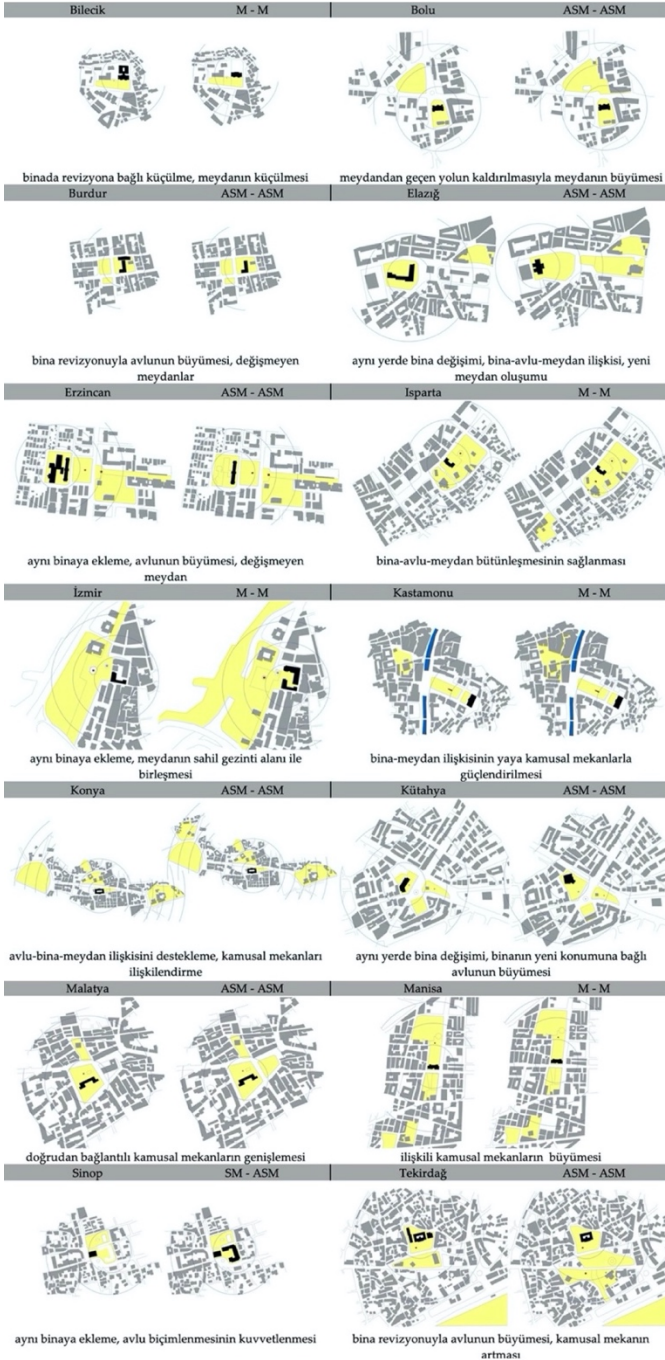 Bilecik M - M Bolu ASM - ASM
binada revizyona bağlı küçülme, meydanın küçülmesi
meydandan geçen yolun kaldırılmasıyla meydanın büyümesi
Burdur ASM - ASM Elazığ ASM - ASM
bina revizyonuyla avlunun büyümesi, değişmeyen
meydanlar
aynı yerde bina değişimi, bina-avlu-meydan ilişkisi, yeni
meydan oluşumu
Erzincan ASM - ASM Isparta M - M
aynı binaya ekleme, avlunun büyümesi, değişmeyen
meydan
bina-avlu-meydan bütünleşmesinin sağlanması
İzmir M - M Kastamonu M - M
aynı binaya ekleme, meydanın sahil gezinti alanı ile
birleşmesi
bina-meydan ilişkisinin yaya kamusal mekanlarla
güçlendirilmesi
Konya ASM - ASM Kütahya ASM - ASM
avlu-bina-meydan ilişkisini destekleme, kamusal mekanları
ilişkilendirme
aynı yerde bina değişimi, binanın yeni konumuna bağlı
avlunun büyümesi
Malatya ASM - ASM Manisa M - M
doğrudan bağlantılı kamusal mekanların genişlemesi
ilişkili kamusal mekanların büyümesi
Sinop SM - ASM Tekirdağ ASM - ASM
aynı binaya ekleme, avlu biçimlenmesinin kuvvetlenmesi
bina revizyonuyla avlunun büyümesi, kamusal mekanın
artması